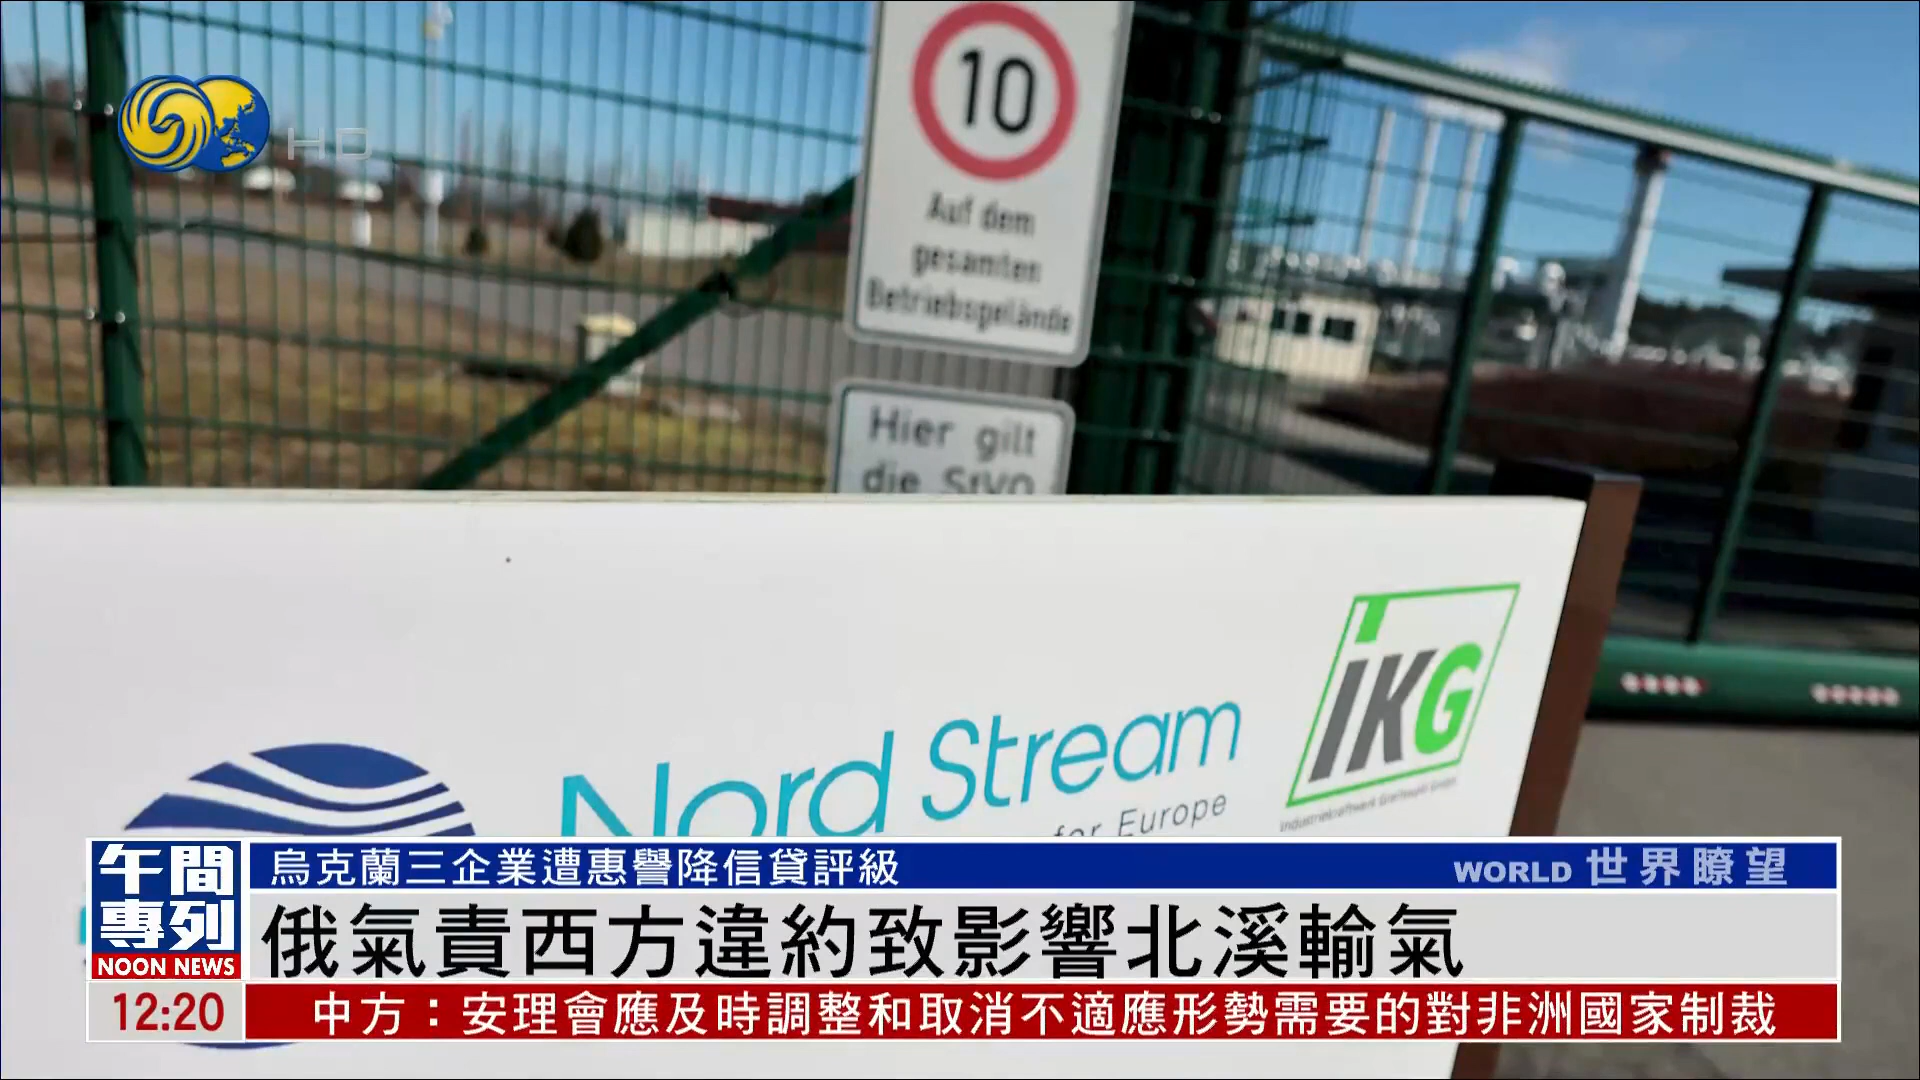 HD
10
Auf dem
gesamten
Betriebsgelände
Hier gilt
die StVO
IKG
Industriekraftwerk Greifswald GmbH
Nord Stream
for Europe
午間
專列
NOON NEWS
烏克蘭三企業遭惠譽降信貸評級
WORLD 世界瞭望
俄氣責西方違約致影響北溪輸氣
12:20
中方：安理會應及時調整和取消不適應形勢需要的對非洲國家制裁